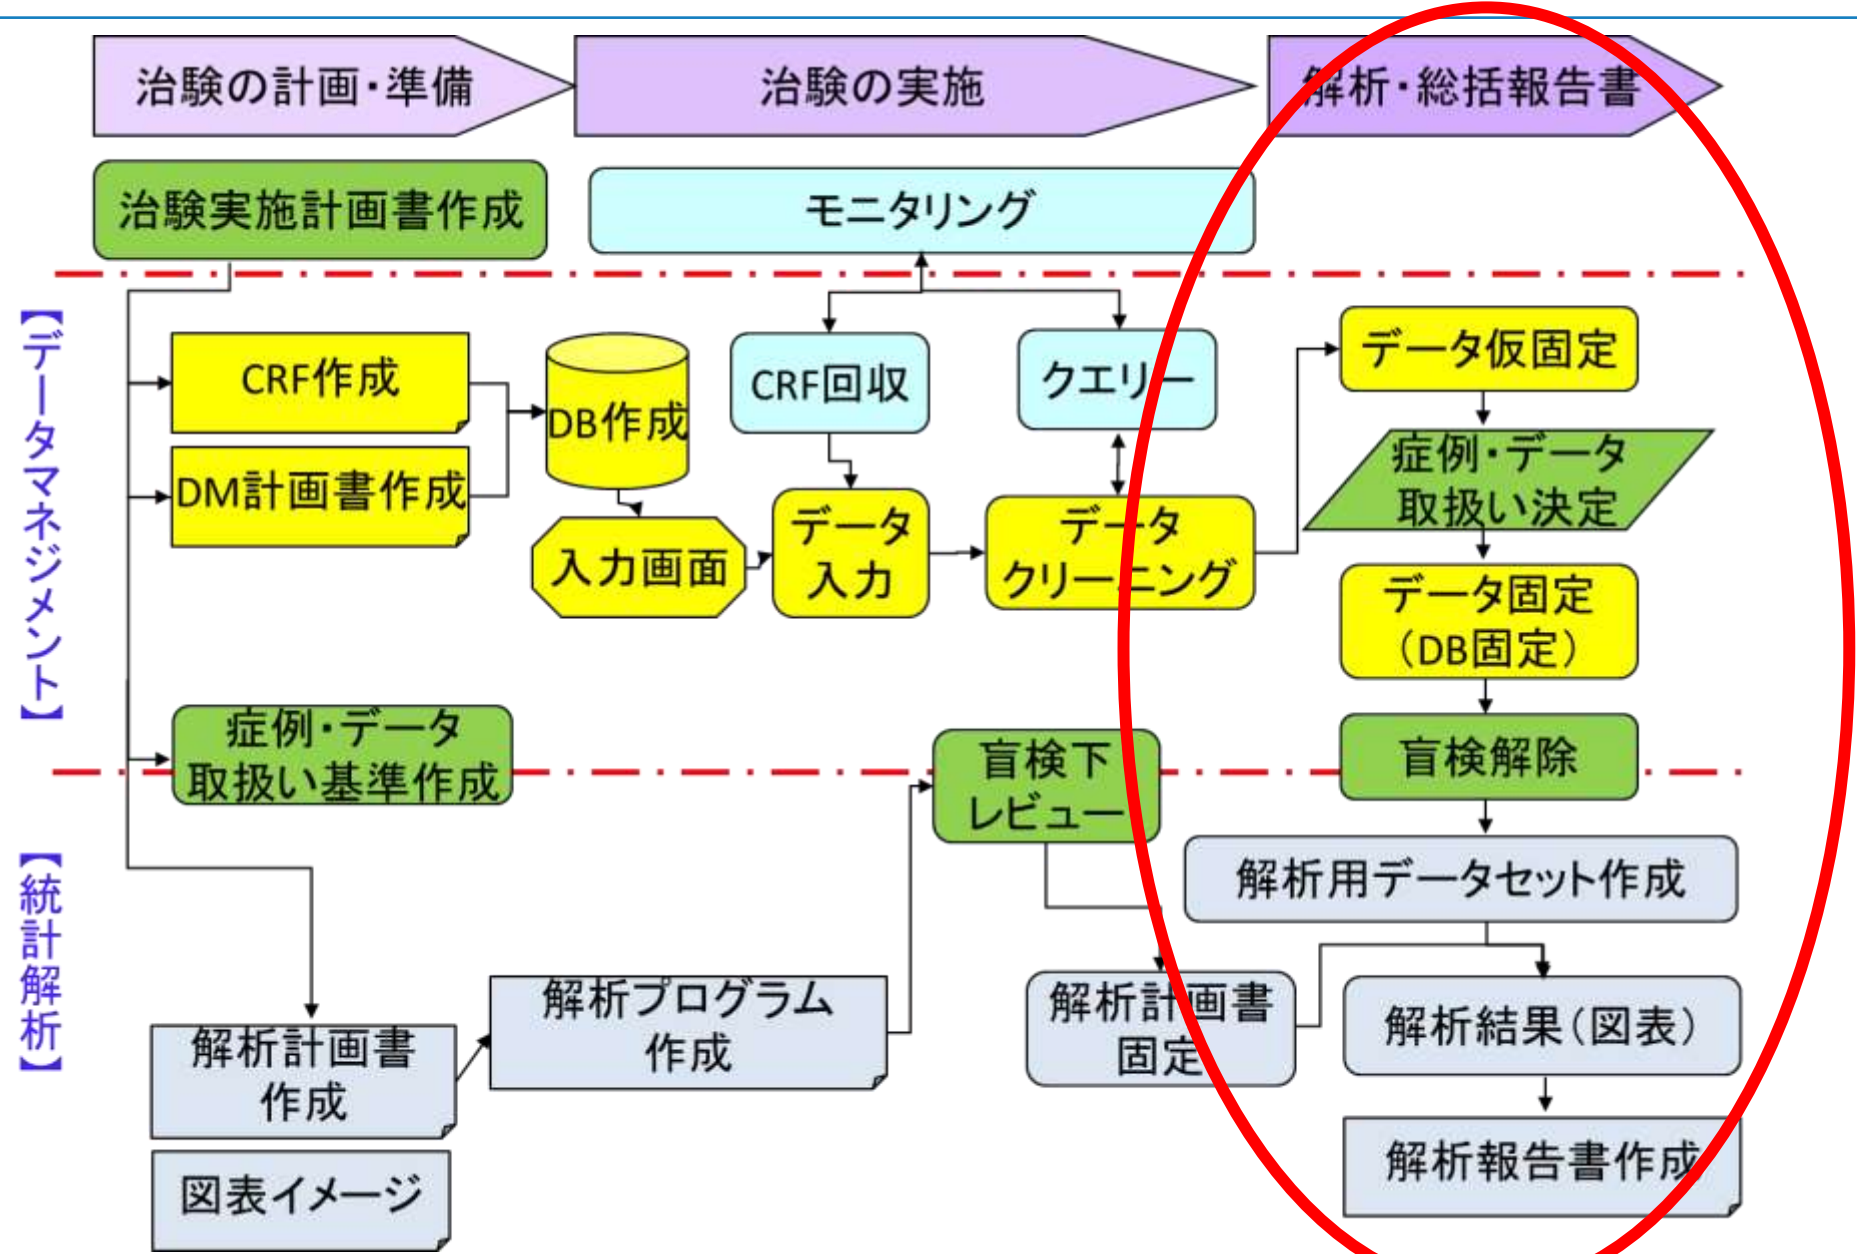 治験の計画・準備
治験の実施
解析・総括報告書
治験実施計画書作成
モニタリング
【データマネジメント】
CRF作成
DM計画書作成
DB作成
入力画面
CRF回収
クエリー
データ
入力
データ
クリーニング
データ仮固定
症例・データ
取扱い決定
データ固定
（DB固定）
症例・データ
取扱い基準作成
盲検下
レビュー
盲検解除
【統計解析】
解析用データセット作成
解析計画書
作成
図表イメージ
解析プログラム
作成
解析計画書
固定
解析結果（図表）
解析報告書作成